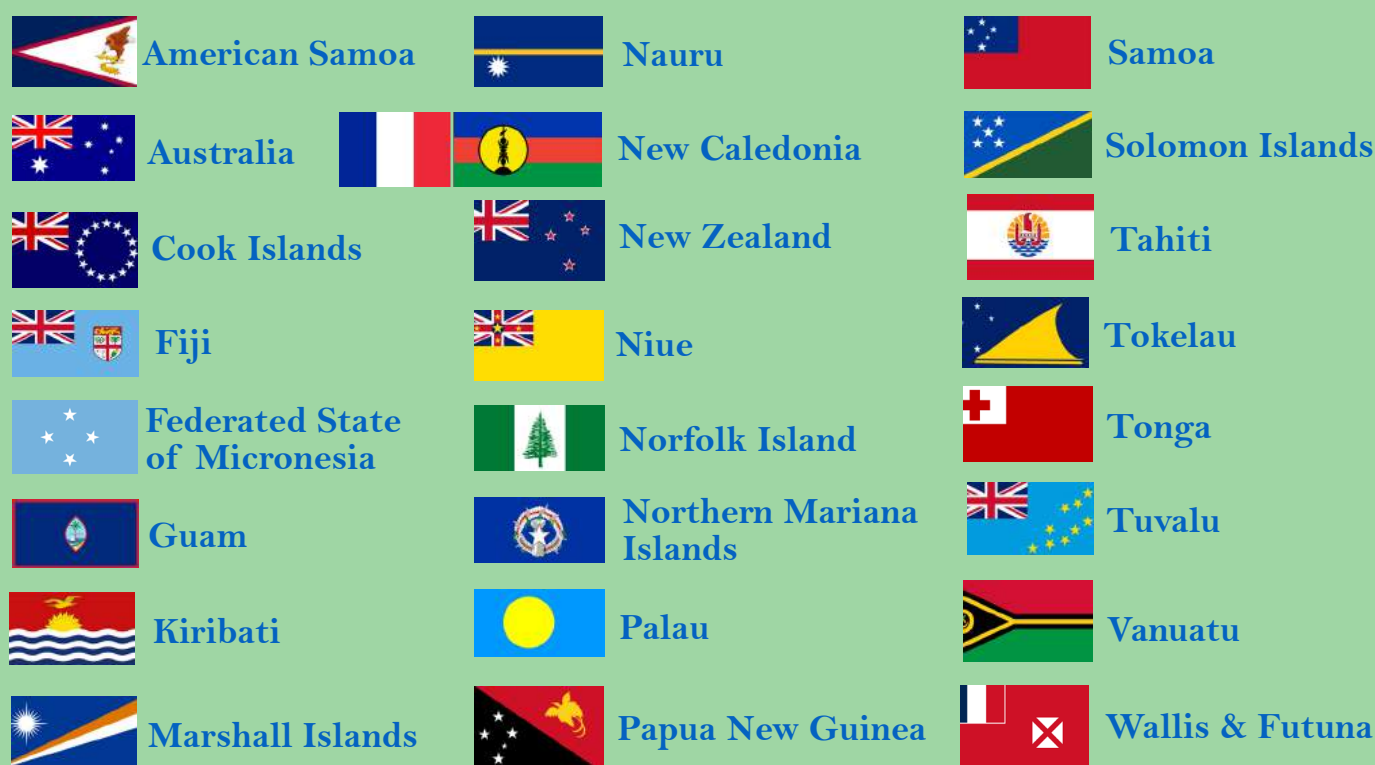 American Samoa
Australia
Cook Islands
Fiji
Federated State
of Micronesia
Guam
Kiribati
Marshall Islands
Nauru
New Caledonia
New Zealand
Niue
Norfolk Island
Northern Mariana
Islands
Palau
Papua New Guinea
Samoa
Solomon Islands
Tahiti
Tokelau
Tonga
Tuvalu
Vanuatu
Wallis & Futuna